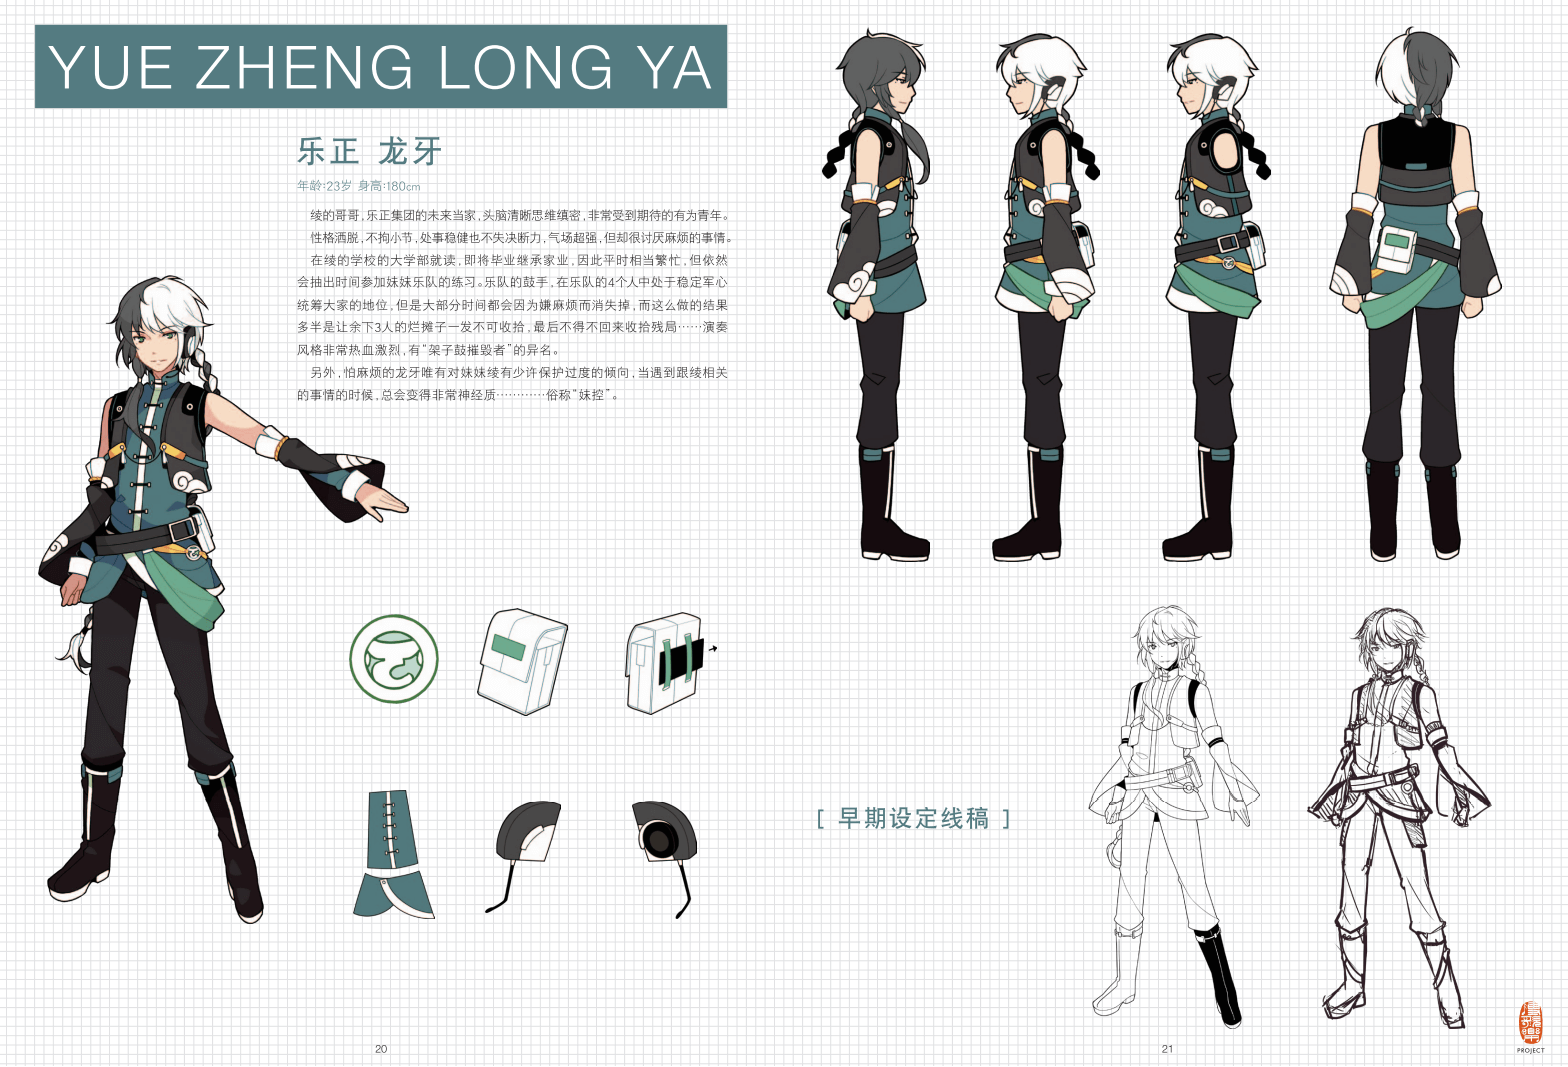 YUE ZHENG LONG YA
乐正 龙牙
年龄:23岁 身高:180cm
绫的哥哥,乐正集团的未来当家,头脑清晰思维缜密,非常受到期待的有为青年。
性格洒脱,不拘小节,处事稳健也不失决断力,气场超强,但却很讨厌麻烦的事情。
在绫的学校的大学部就读,即将毕业继承家业,因此平时相当繁忙,但依然
会抽出时间参加妹妹乐队的练习。乐队的鼓手,在乐队的4个人中处于稳定军心
统筹大家的地位,但是大部分时间都会因为嫌麻烦而消失掉,而这么做的结果
多半是让余下3人的烂摊子一发不可收拾,最后不得不回来收拾残局……演奏
风格非常热血激烈,有“架子鼓摧毁者”的异名。
另外,怕麻烦的龙牙唯有对妹妹绫有少许保护过度的倾向,当遇到跟绫相关
的事情的时候,总会变得非常神经质…………俗称“妹控”。
[ 早期设定线稿 ]
20
21
PROJECT